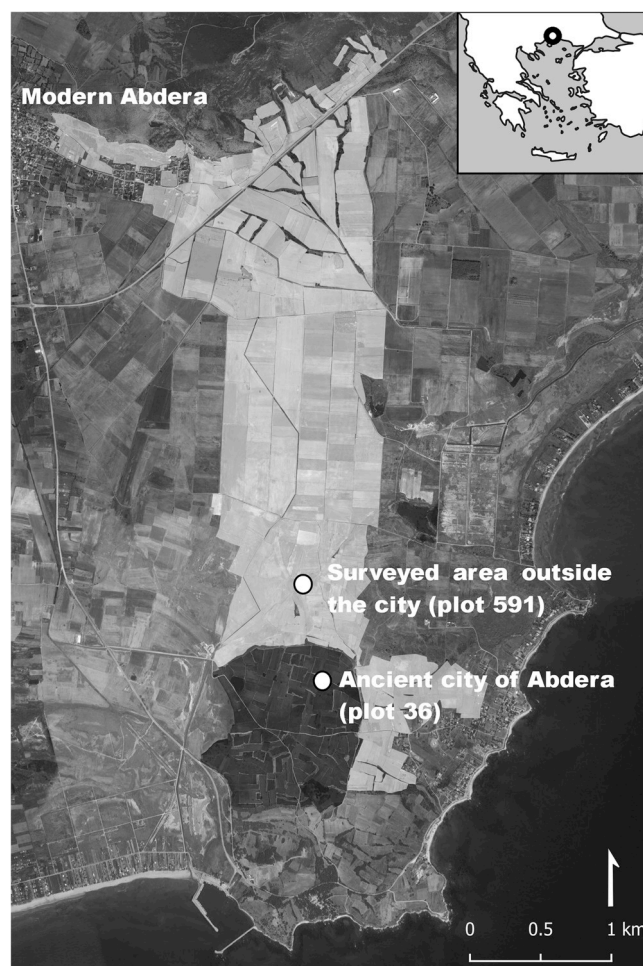 Modern Abdera
Surveyed area outside
the city (plot 591)
Ancient city of Abdera
(plot 36)
0 0.5 1 km